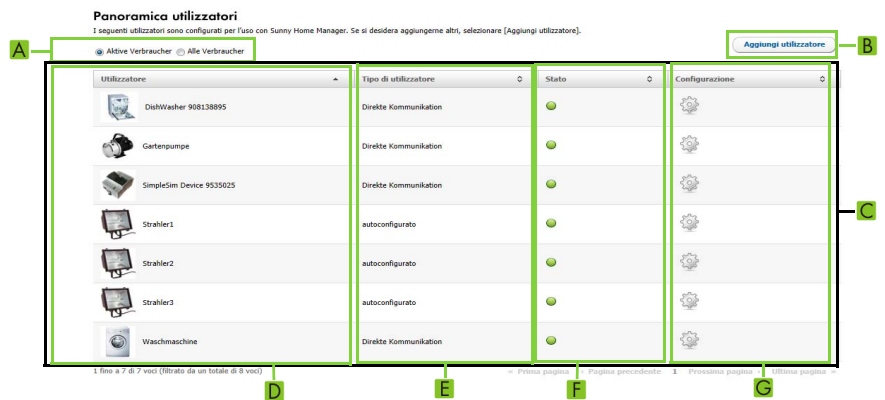 Panoramica utilizzatori
I seguenti utilizzatori sono configurati per l'uso con Sunny Home Manager. Se si desidera aggiungerne altri, selezionare [Aggiungi utilizzatore].
A Aktive Verbraucher Alle Verbraucher Aggiungi utilizzatore B
Utilizzatore Tipo di utilizzatore Stato Configurazione
DishWasher 908138895 Direkte Kommunikation
Gartenpumpe Direkte Kommunikation
SimpleSim Device 9535025 Direkte Kommunikation
C
Strahler1 autoconfigurato
Strahler2 autoconfigurato
Strahler3 autoconfigurato
Waschmaschine Direkte Kommunikation
1 fino a 7 di 7 voci (filtrato da un totale di 8 voci) « Prima pagina ‹ Pagina precedente 1 Prossima pagina › Ultima pagina »
D E F G